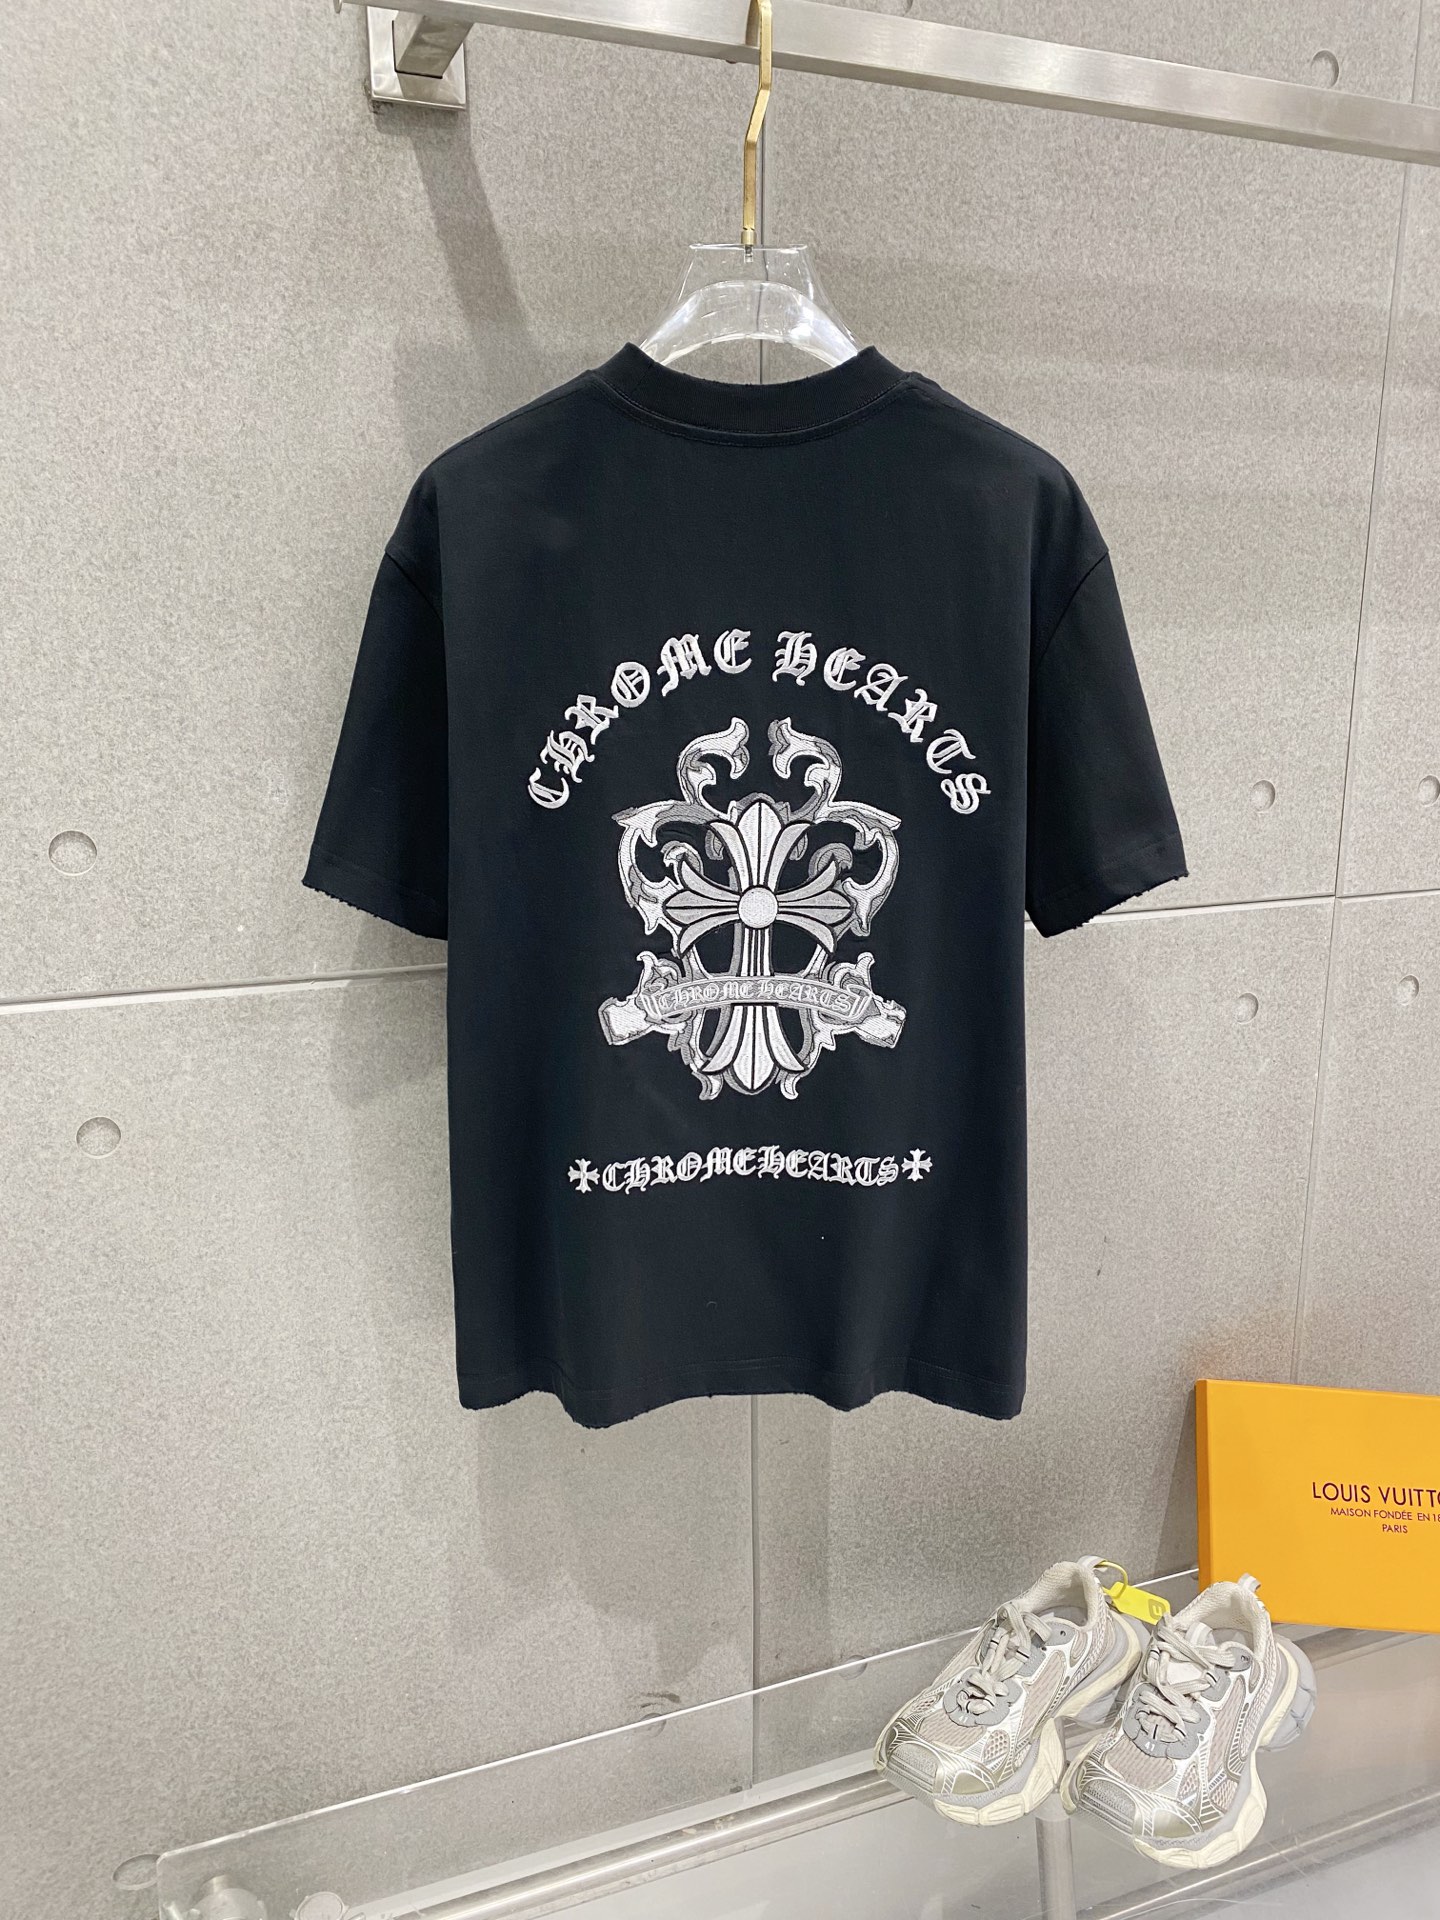 CHROME HEARTS
CHROME HEARTS
CHROMEHEARTS
LOUIS VUITTO
MAISON FONDÉE EN 18
PARIS